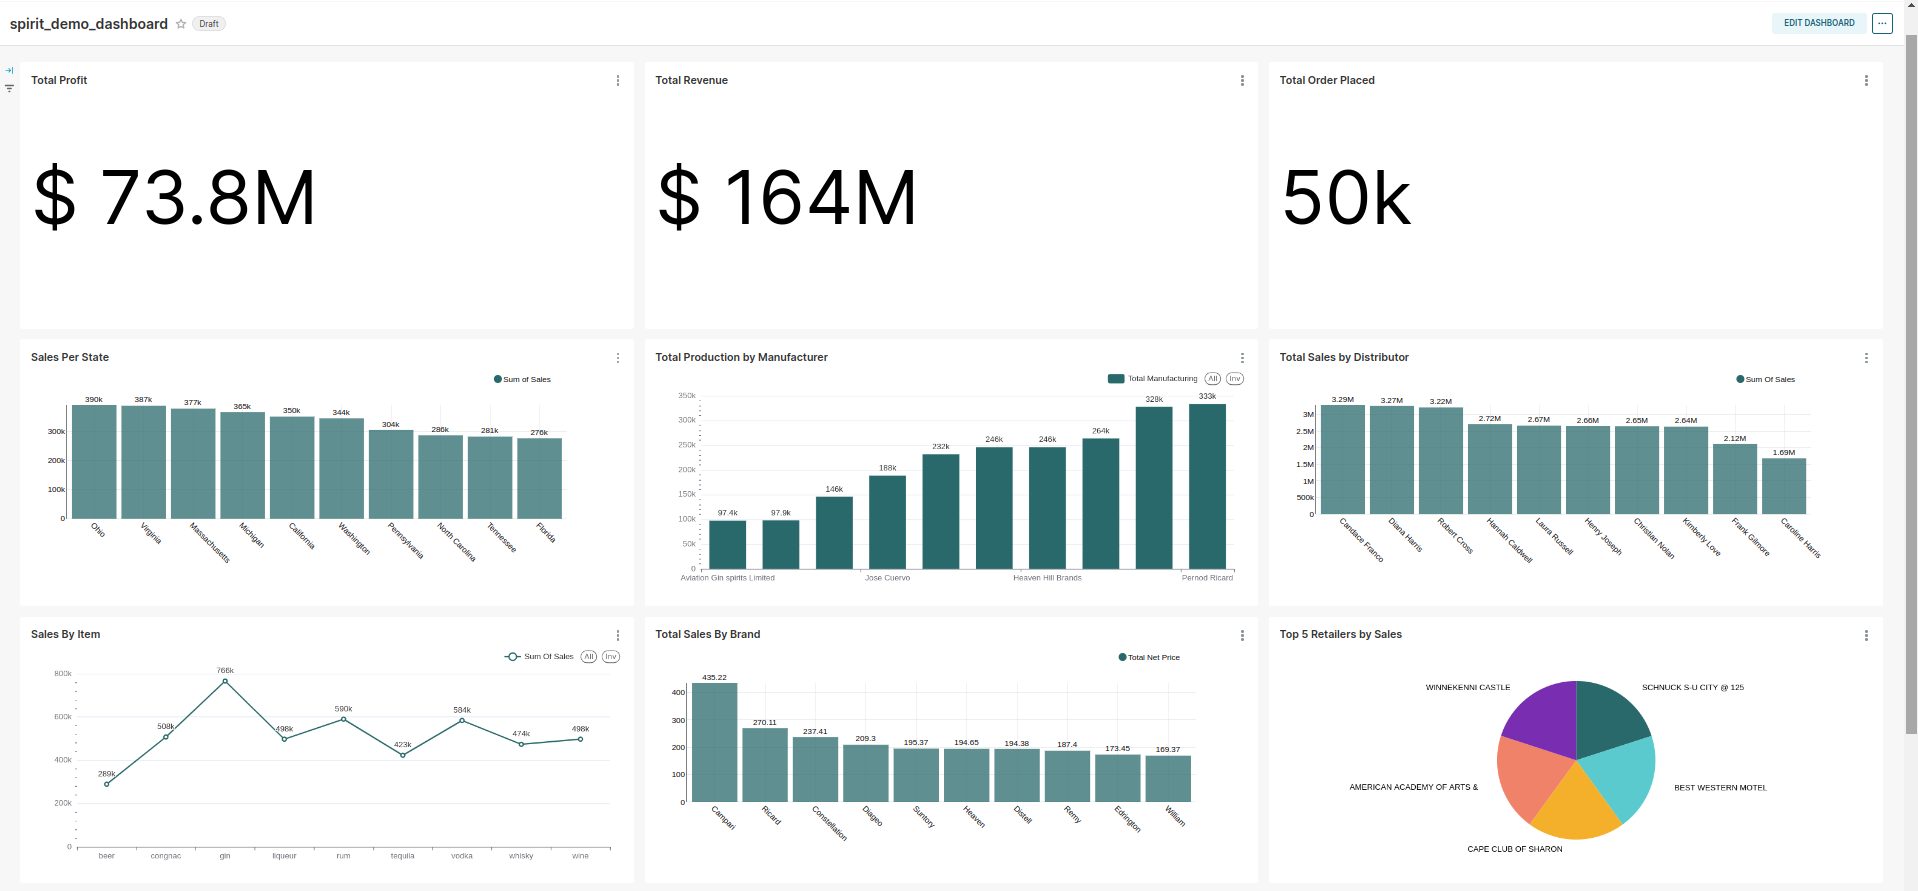 spirit_demo_dashboard Draft EDIT DASHBOARD ...
Total Profit
$ 73.8M
Total Revenue
$ 164M
Total Order Placed
50k
Sales Per State
Sum of Sales
390k 387k 377k 365k 350k 344k 304k 286k 281k 276k
300k
200k
100k
0
Ohio Virginia Massachusetts Michigan California Washington Pennsylvania North Carolina Tennessee Florida
Total Production by Manufacturer
Total Manufacturing All Inv
350k
300k
250k
200k
150k
100k
50k
0
97.4k 97.9k 146k 188k 232k 246k 246k 264k 328k 333k
Aviation Gin spirits Limited Jose Cuervo Heaven Hill Brands Pernod Ricard
Total Sales by Distributor
Sum Of Sales
3.29M 3.27M 3.22M 2.72M 2.67M 2.66M 2.65M 2.64M 2.12M 1.69M
3M
2.5M
2M
1.5M
1M
500k
0
Candace Franco Diana Harris Robert Cross Hannah Caldwell Laura Russell Henry Joseph Christian Nolan Kimberly Love Frank Gilmore Caroline Harris
Sales By Item
Sum Of Sales All Inv
800k
600k
400k
200k
0
289k 508k 766k 498k 590k 423k 584k 474k 498k
beer congnac gin liqueur rum tequila vodka whisky wine
Total Sales By Brand
Total Net Price
435.22 270.11 237.41 209.3 195.37 194.65 194.38 187.4 173.45 169.37
400
300
200
100
0
Campari Ricard Constellation Diageo Suntory Heaven Distell Remy Edrington William
Top 5 Retailers by Sales
WINNEKENNI CASTLE
SCHNUCK S-U CITY @ 125
AMERICAN ACADEMY OF ARTS &
BEST WESTERN MOTEL
CAPE CLUB OF SHARON